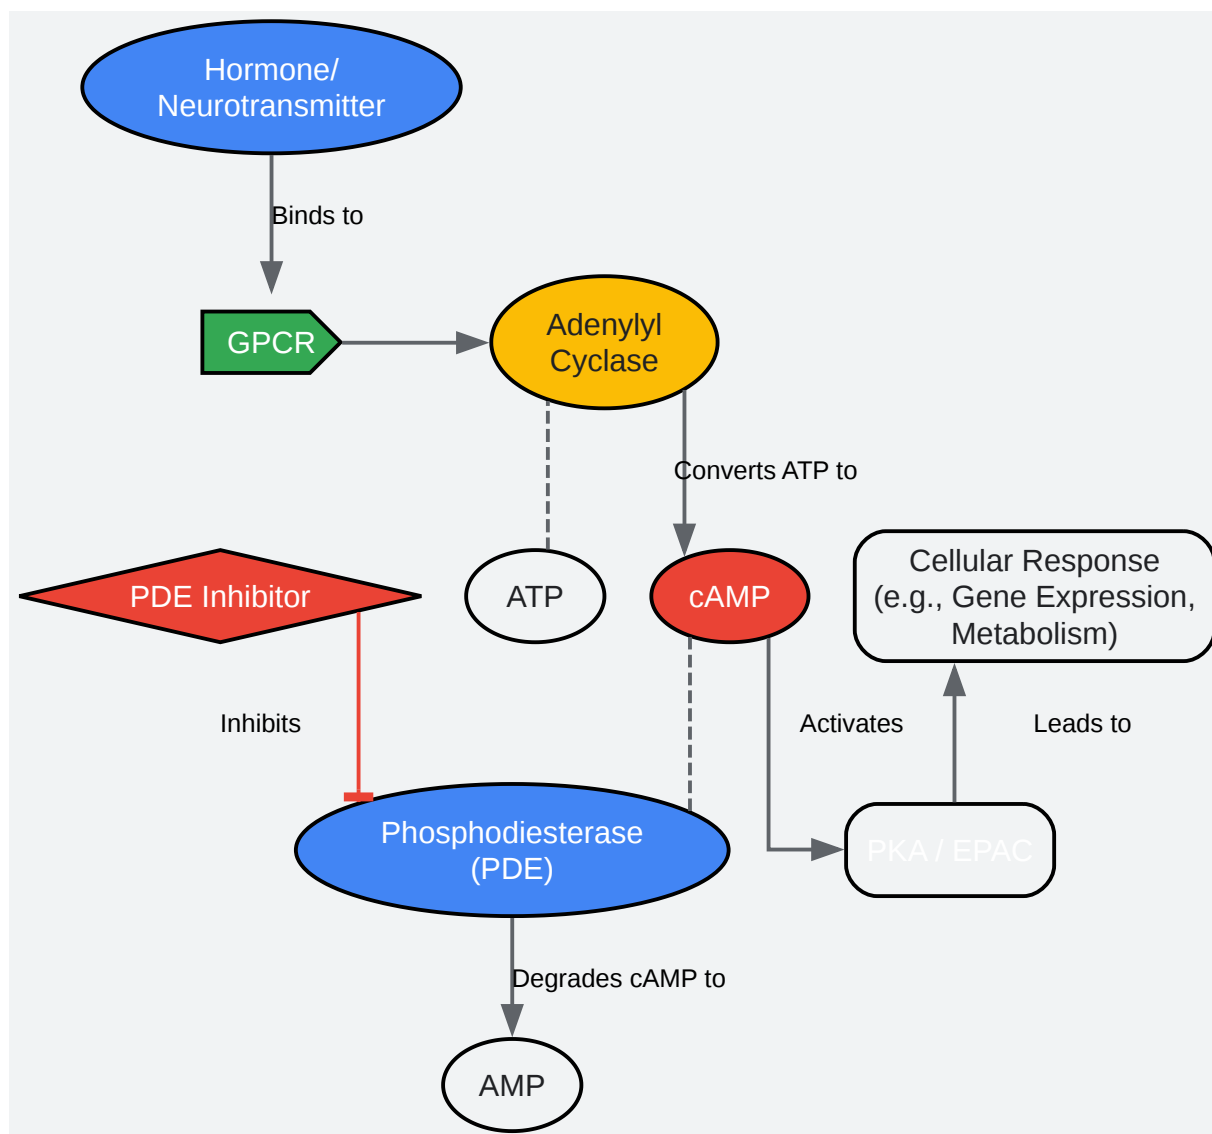 Hormone/
Neurotransmitter
Binds to
GPCR
Adenylyl
Cyclase
Converts ATP to
PDE Inhibitor
ATP
cAMP
Cellular Response
(e.g., Gene Expression,
Metabolism)
Inhibits
Activates
Leads to
Phosphodiesterase
(PDE)
PKA / EPAC
Degrades cAMP to
AMP